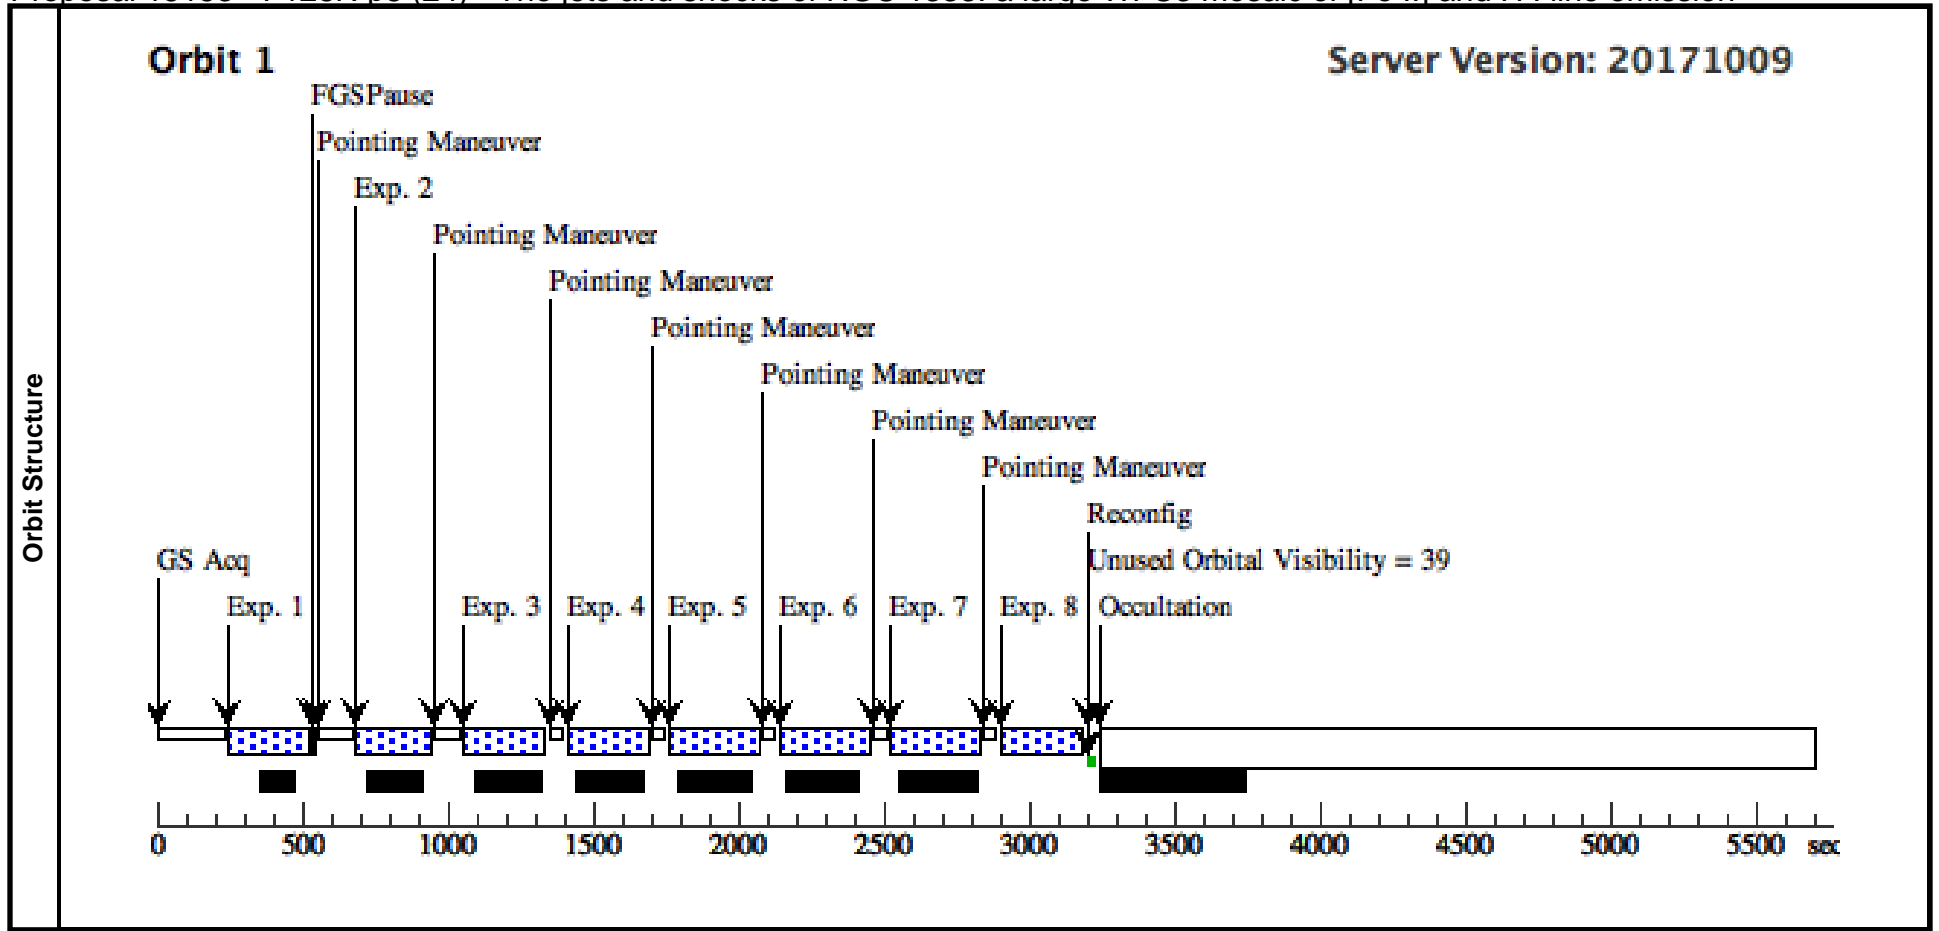 Orbit Structure
Orbit 1
Server Version: 20171009
FGSPause
Pointing Maneuver
Exp. 2
Pointing Maneuver
Pointing Maneuver
Pointing Maneuver
Pointing Maneuver
Pointing Maneuver
Pointing Maneuver
Reconfig
GS Acq
Unused Orbital Visibility = 39
Exp. 1
Exp. 3
Exp. 4
Exp. 5
Exp. 6
Exp. 7
Exp. 8
Occultation
0 500 1000 1500 2000 2500 3000 3500 4000 4500 5000 5500 sec